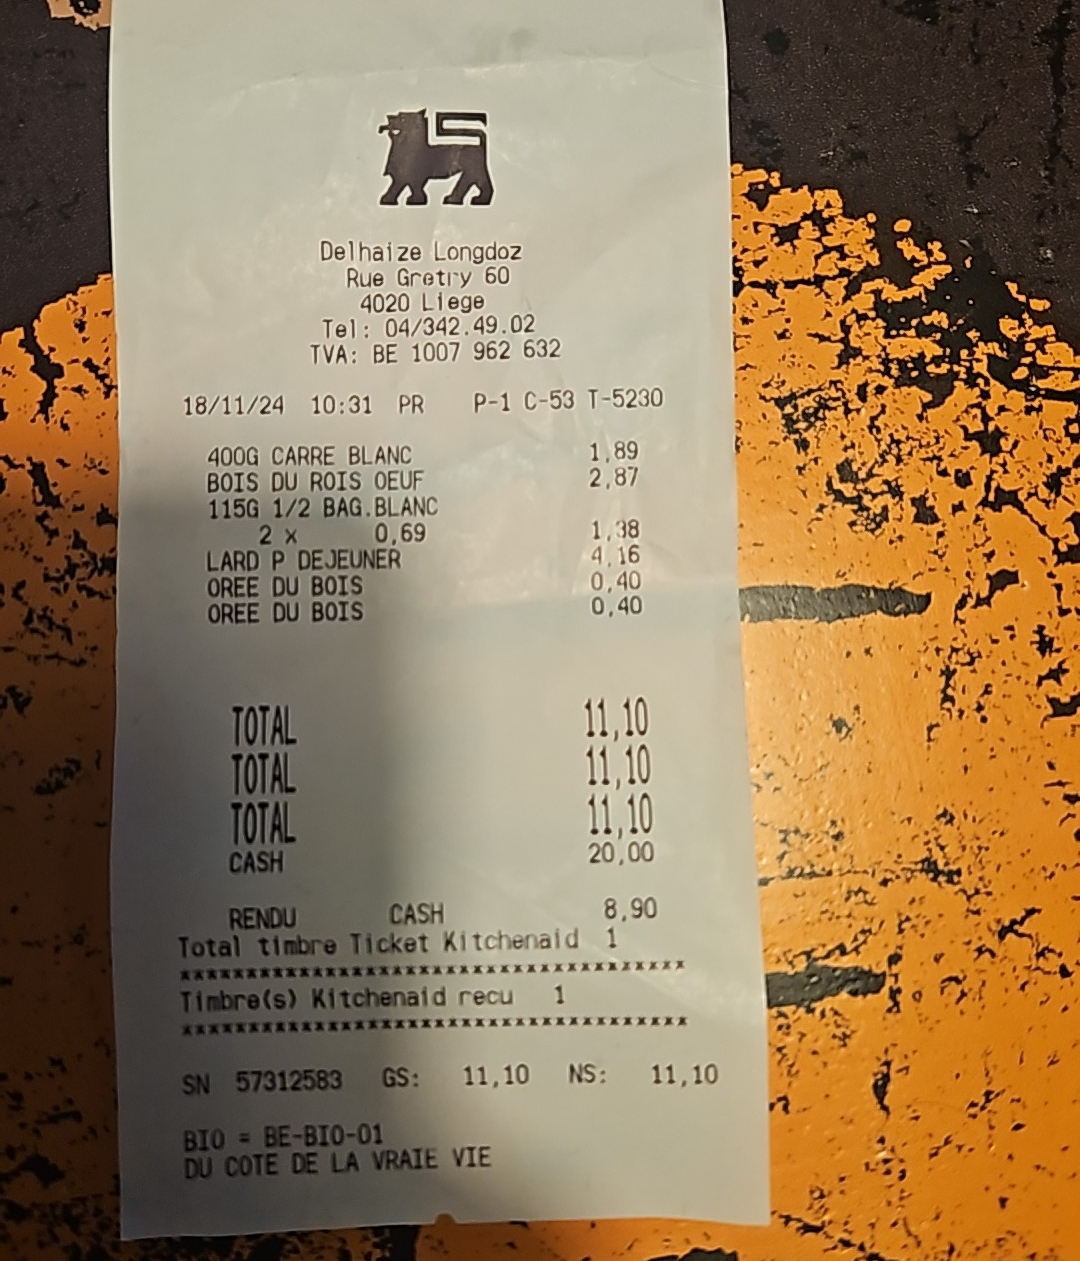 Delhaize Longdoz
Rue Gretry 60
4020 Liege
Tel: 04/342.49.02
TVA: BE 1007 962 632
18/11/24 10:31 PR P-1 C-53 T-5230
400G CARRE BLANC 1,89
BOIS DU ROIS OEUF 2,87
115G 1/2 BAG.BLANC
2 x 0,69 1,38
LARD P DEJEUNER 4,16
OREE DU BOIS 0,40
OREE DU BOIS 0,40
TOTAL 11,10
TOTAL 11,10
TOTAL 11,10
CASH 20,00
RENDU CASH 8,90
Total timbre Ticket Kitchenaid 1
***************************************
Timbre(s) Kitchenaid recu 1
***************************************
SN 57312583 GS: 11,10 NS: 11,10
BIO = BE-BIO-01
DU COTE DE LA VRAIE VIE